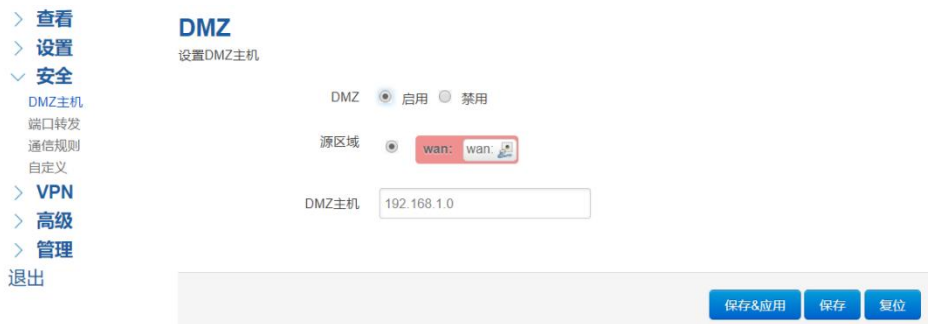 查看
设置
安全
DMZ主机
端口转发
通信规则
自定义
VPN
高级
管理
退出
DMZ
设置DMZ主机
DMZ 启用 禁用
源区域 wan: wan:
DMZ主机 192.168.1.0
保存&应用 保存 复位